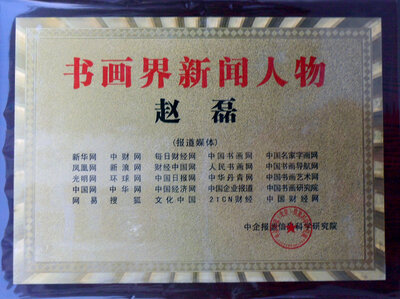 书画界新闻人物
赵磊
(报道媒体)
新华网 中财网 每日财经网 中国书画网 中国名家字画网
凤凰网 新浪网 财经中国网 人民书画网 中国书画导航网
光明网 环球网 中国日报网 中华丹青网 中国书画艺术网
中国网 中华网 中国经济网 中国企业报道 中国书画研究院
网易 搜狐 文化中国 21CN财经 中国财经网
中企报道信息科学研究院